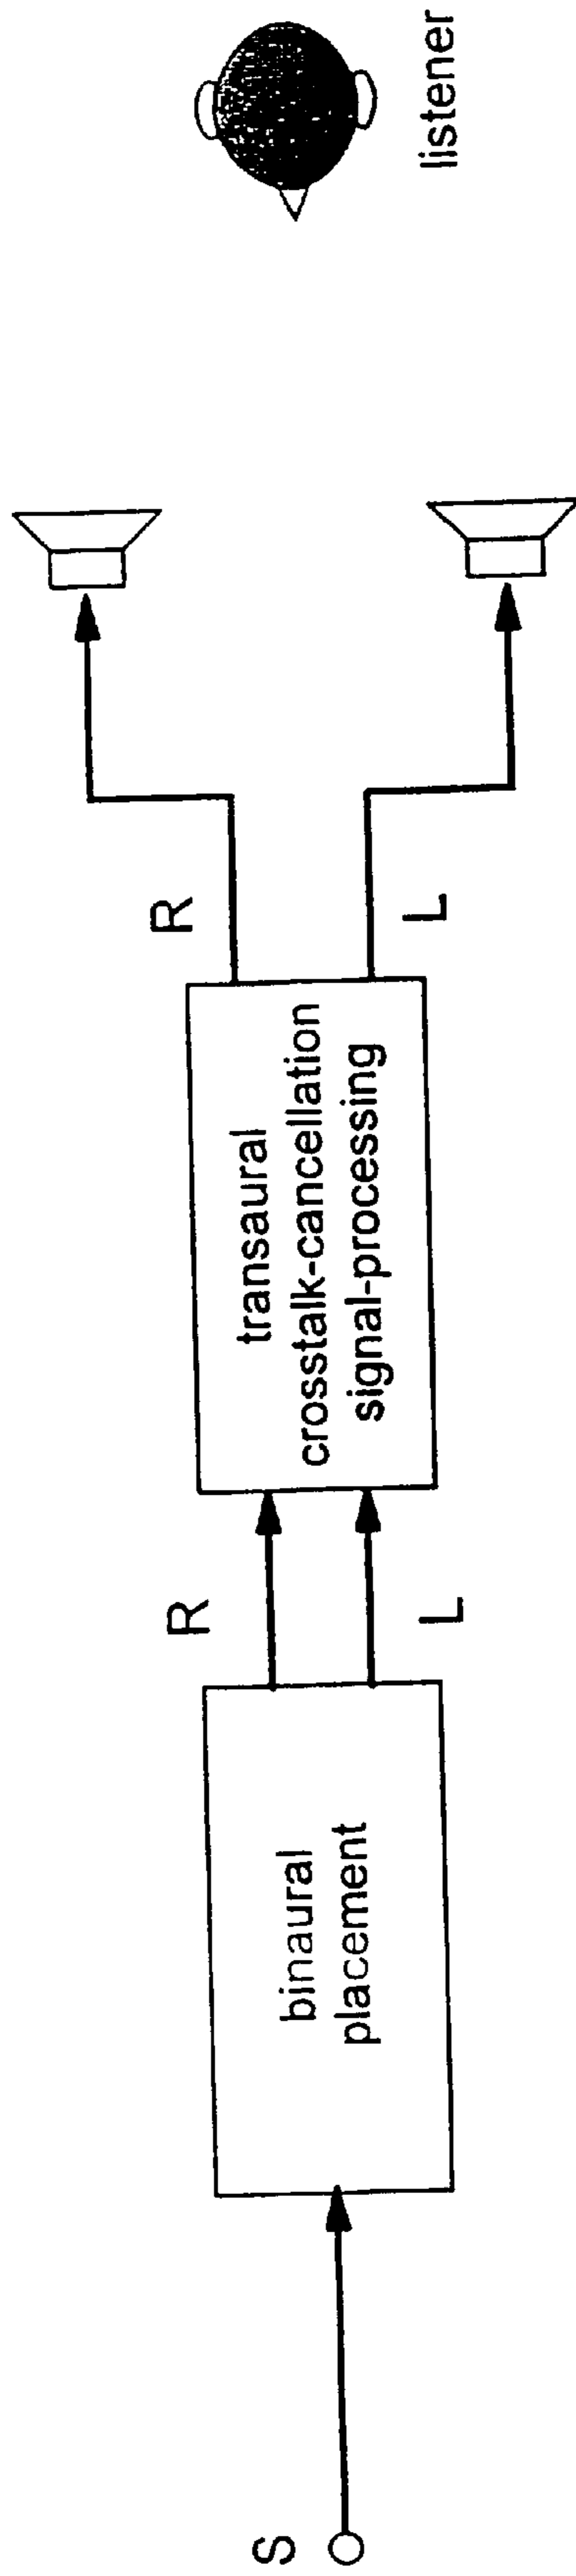 S
binaural
placement
R
L
transaural
crosstalk-cancellation
signal-processing
R
L
listener